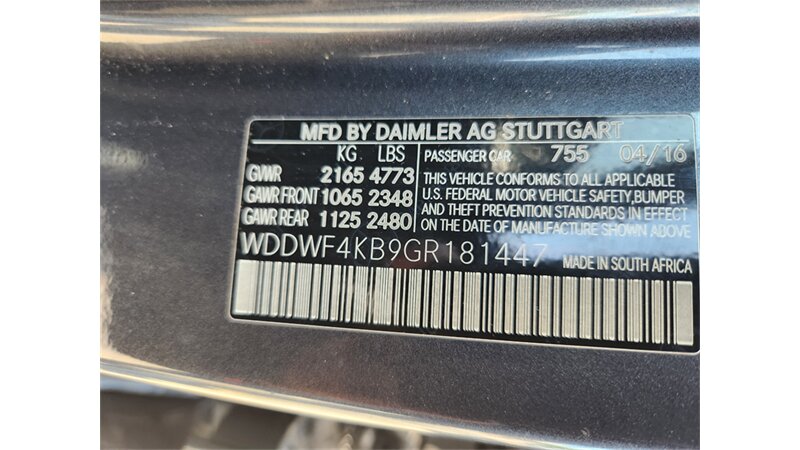 MFD BY DAIMLER AG STUTTGART
KG LBS PASSENGER CAR 755 04/16
GVWR 2165 4773
GAWR FRONT 1065 2348
GAWR REAR 1125 2480
THIS VEHICLE CONFORMS TO ALL APPLICABLE
U.S. FEDERAL MOTOR VEHICLE SAFETY,BUMPER
AND THEFT PREVENTION STANDARDS IN EFFECT
ON THE DATE OF MANUFACTURE SHOWN ABOVE
WDDWF4KB9GR181447 MADE IN SOUTH AFRICA